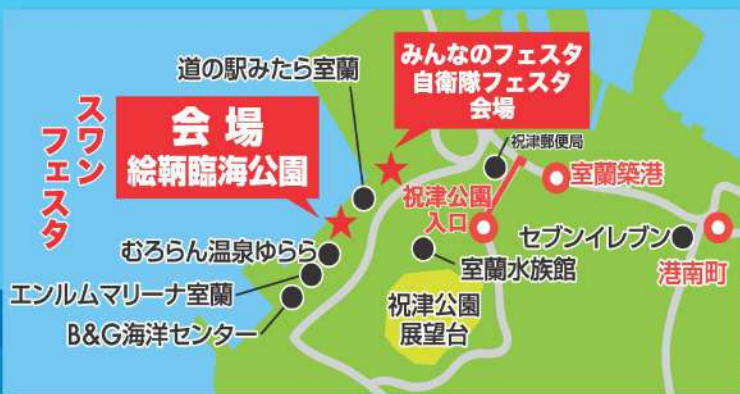 道の駅みたら室蘭
みんなのフェスタ
自衛隊フェスタ
会場
スワン
フェスタ
会場
絵鞆臨海公園
祝津郵便局
室蘭築港
祝津公園
入口
むろらん温泉ゆらら
セブンイレブン
室蘭水族館
港南町
エンルムマリーナ室蘭
祝津公園
展望台
B&G海洋センター